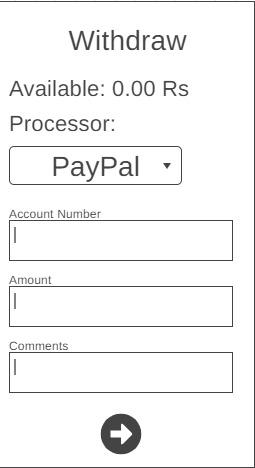 Withdraw
Available: 0.00 Rs
Processor:
PayPal
Account Number
Amount
Comments